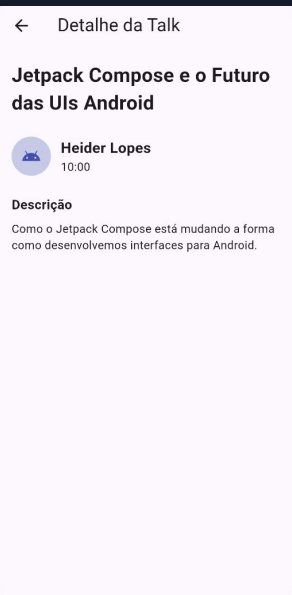 Detalhe da Talk
Jetpack Compose e o Futuro
das UIs Android
Heider Lopes
10:00
Descrição
Como o Jetpack Compose está mudando a forma
como desenvolvemos interfaces para Android.